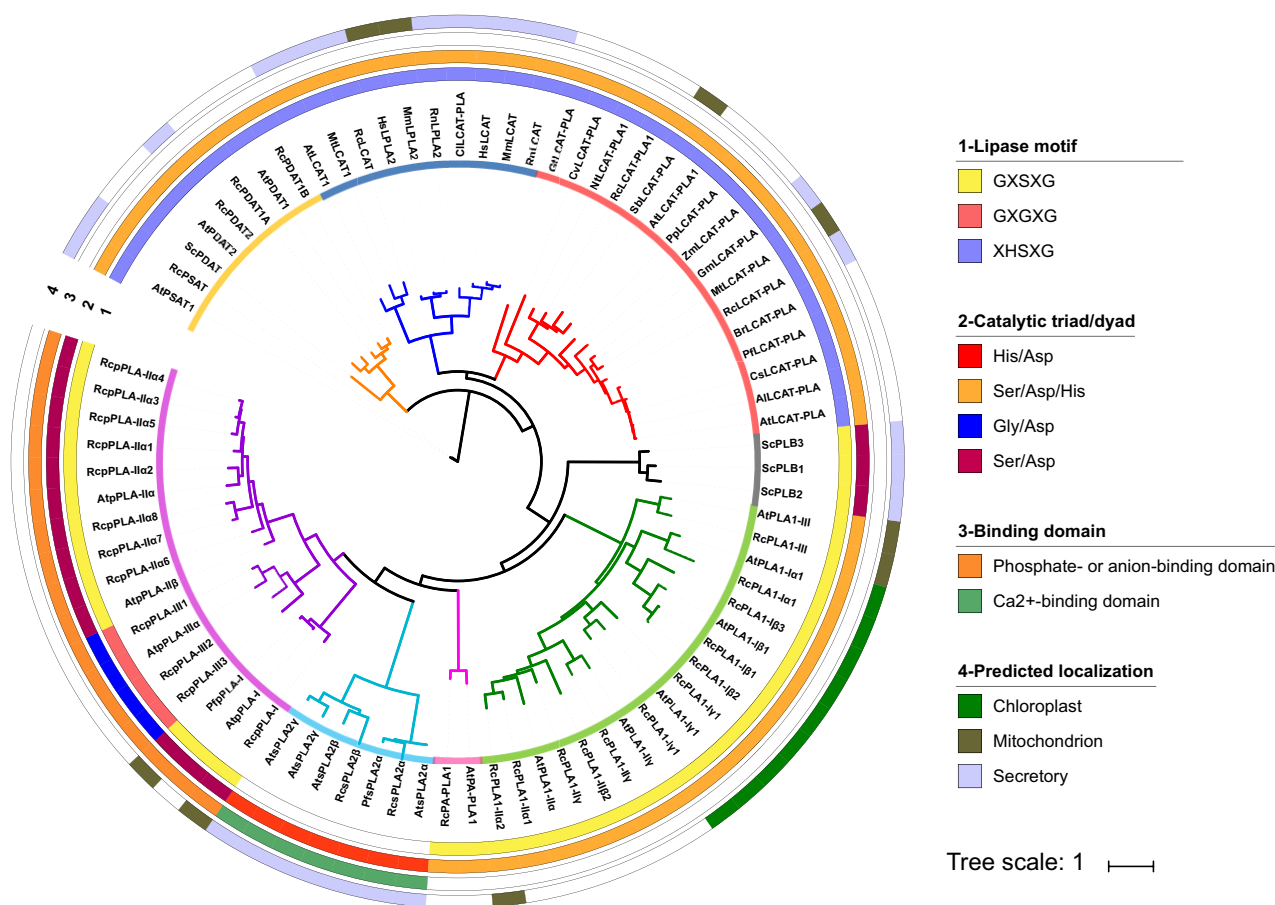 4
3
2
1
AtPSAT1
RcPSAT
ScPDAT
AtPDAT2
RcPDAT2
RcPDAT1A
AtPDAT1
RcPDAT1B
AtLCAT1
MtLCAT1
RcLCAT
HsLPLA2
MmLPLA2
RnLPLA2
ClLCAT-PLA
HsLCAT
MmLCAT
RnLCAT
GtLCAT-PLA
CvLCAT-PLA
NtLCAT-PLA1
RcLCAT-PLA1
SbLCAT-PLA
AtLCAT-PLA1
PpLCAT-PLA
ZmLCAT-PLA
GmLCAT-PLA
MtLCAT-PLA
RcLCAT-PLA
BrLCAT-PLA
PtLCAT-PLA
CsLCAT-PLA
AlLCAT-PLA
AtLCAT-PLA
ScPLB3
ScPLB1
ScPLB2
AtPLA1-III
RcPLA1-III
AtPLA1-Iα1
RcPLA1-Iα1
RcPLA1-Iβ3
AtPLA1-Iβ1
RcPLA1-Iβ1
RcPLA1-Iβ2
AtPLA1-Iγ1
RcPLA1-Iγ1
AtPLA1-IIγ
RcPLA1-IIγ
RcPLA1-IIβ2
RcPLA1-IIγ
AtPLA1-IIα
RcPLA1-IIα1
RcPLA1-IIα2
AtPA-PLA1
RcPA-PLA1
AtsPLA2α
RcsPLA2α
PfsPLA2α
RcsPLA2β
AtsPLA2β
AtsPLA2γ
AtsPLA2γ
RcpPLA-I
AtpPLA-I
PfpPLA-I
RcpPLA-III3
RcpPLA-III2
AtpPLA-IIIα
RcpPLA-III1
AtpPLA-IIβ
RcpPLA-IIα6
RcpPLA-IIα7
RcpPLA-IIα8
AtpPLA-IIα
RcpPLA-IIα2
RcpPLA-IIα1
RcpPLA-IIα5
RcpPLA-IIα3
RcpPLA-IIα4
1-Lipase motif
GXSXG
GXGXG
XHSXG
2-Catalytic triad/dyad
His/Asp
Ser/Asp/His
Gly/Asp
Ser/Asp
3-Binding domain
Phosphate- or anion-binding domain
Ca2+-binding domain
4-Predicted localization
Chloroplast
Mitochondrion
Secretory
Tree scale: 1